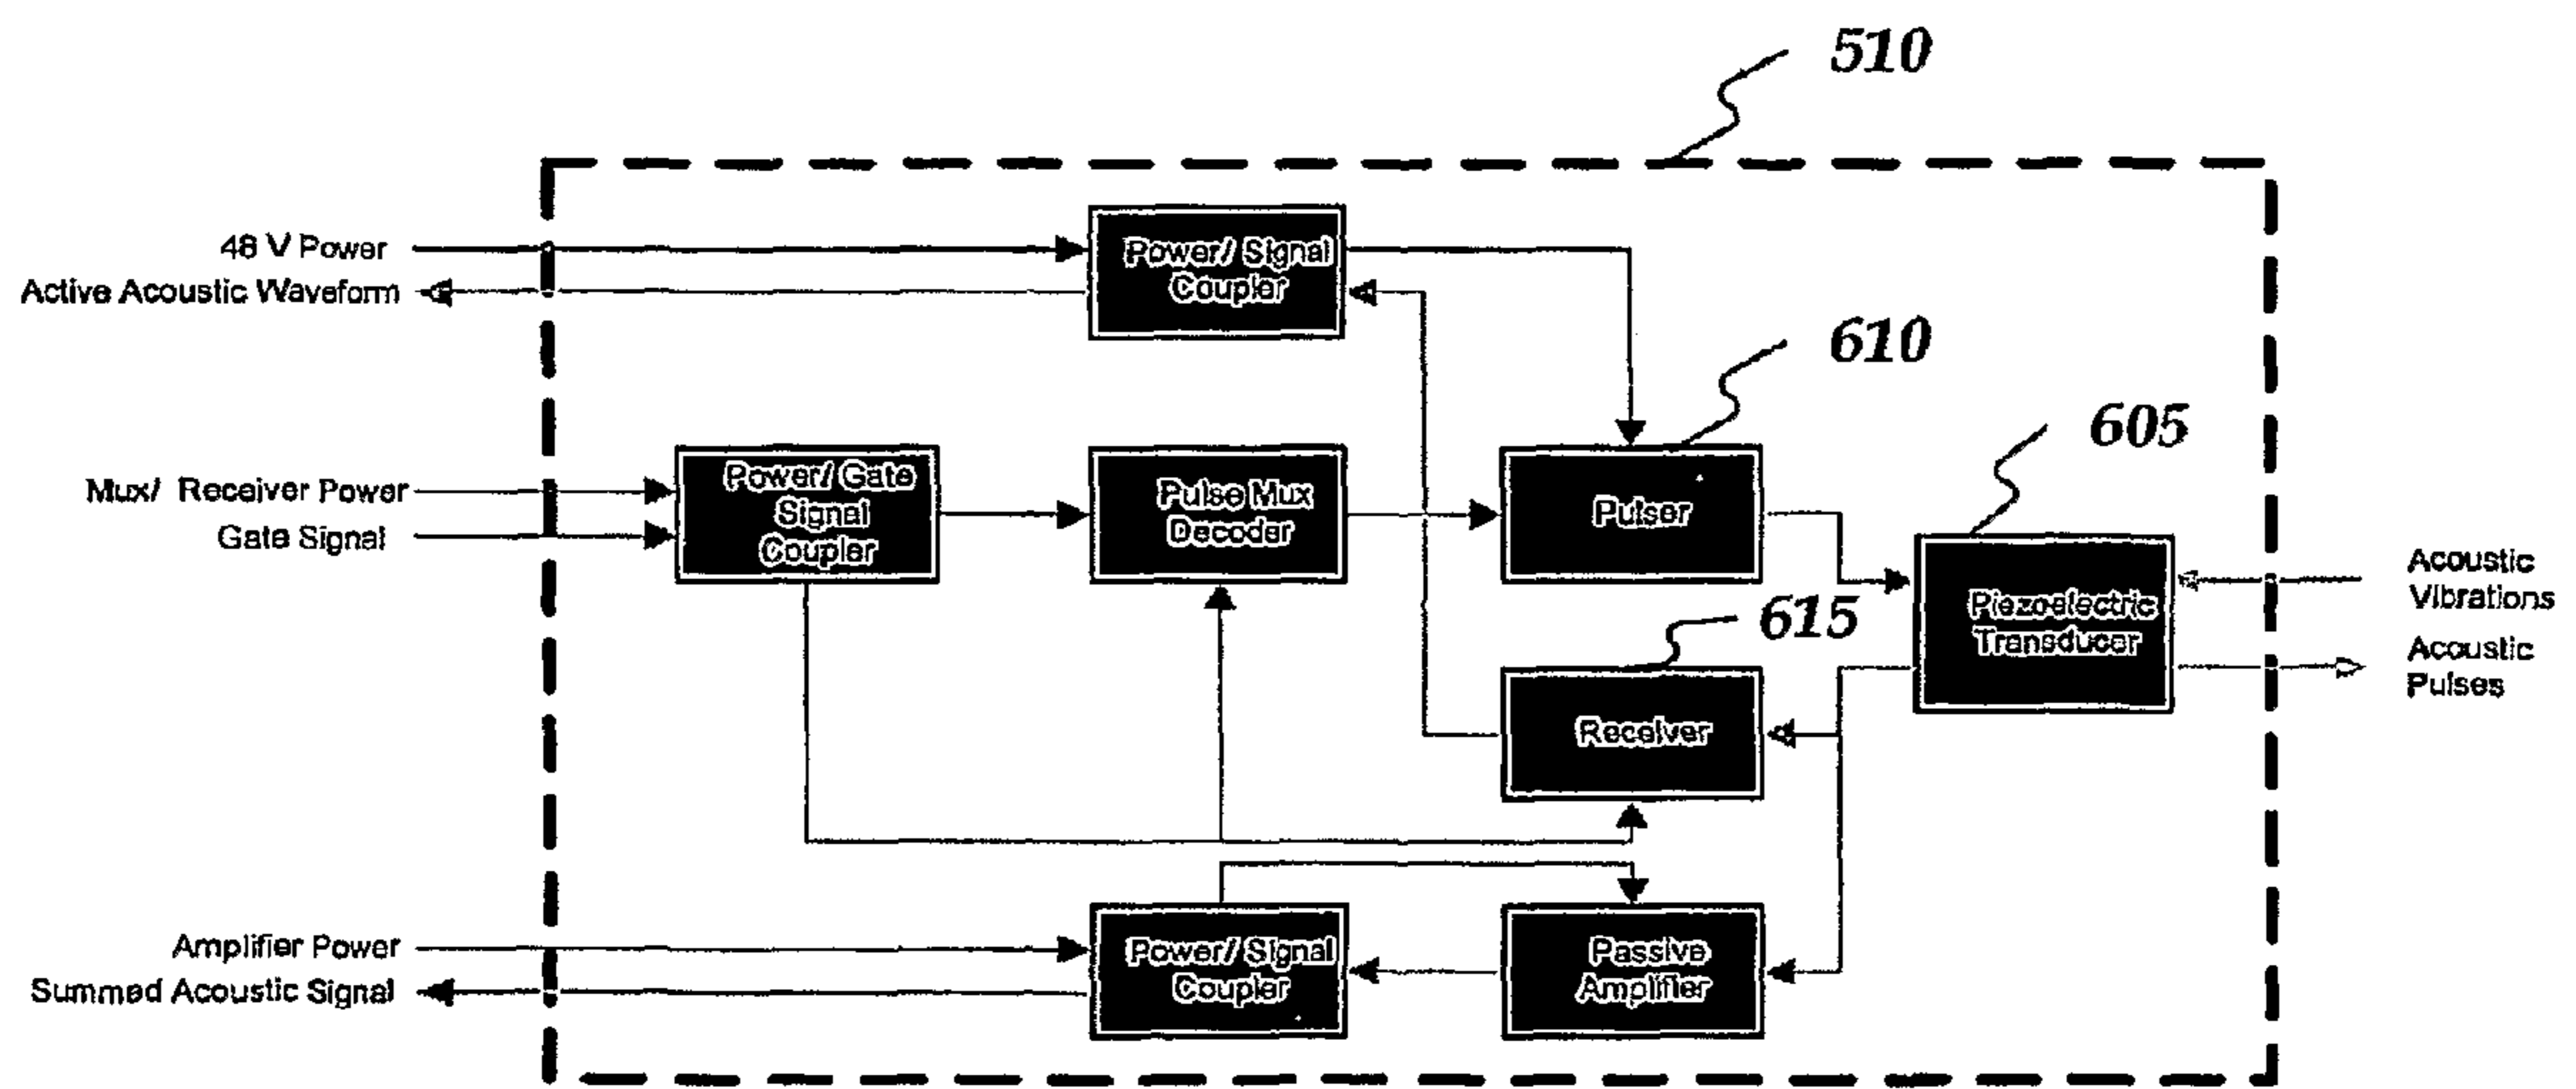 510
48 V Power
Active Acoustic Waveform
Power/ Signal
Coupler
610
605
Mux/ Receiver Power
Gate Signal
Power/ Gate
Signal
Coupler
Pulse Mux
Decoder
Pulser
615
Piezoelectric
Transducer
Acoustic
Vibrations
Acoustic
Pulses
Receiver
Amplifier Power
Summed Acoustic Signal
Power/ Signal
Coupler
Passive
Amplifier